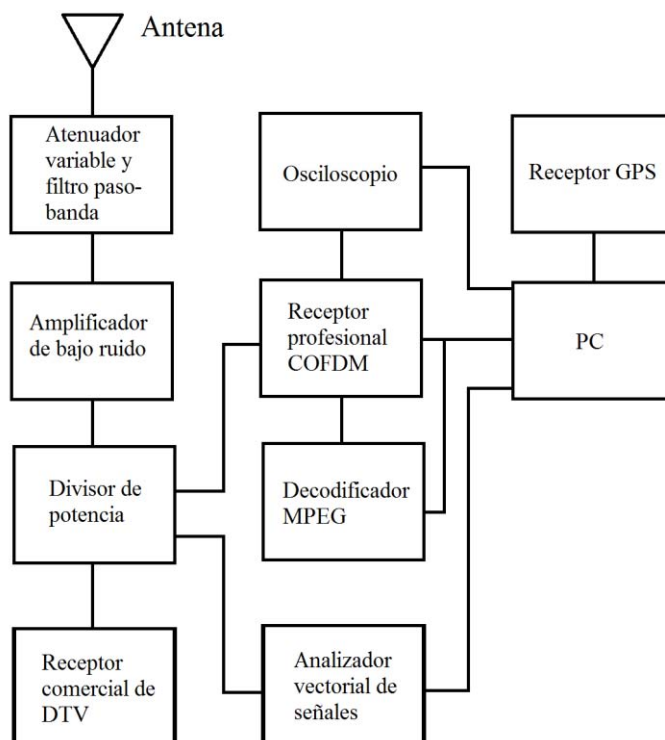 Antena
Atenuador
variable y
filtro paso-
banda
Osciloscopio
Receptor GPS
Amplificador
de bajo ruido
Receptor
profesional
COFDM
PC
Divisor de
potencia
Decodificador
MPEG
Receptor
comercial de
DTV
Analizador
vectorial de
señales